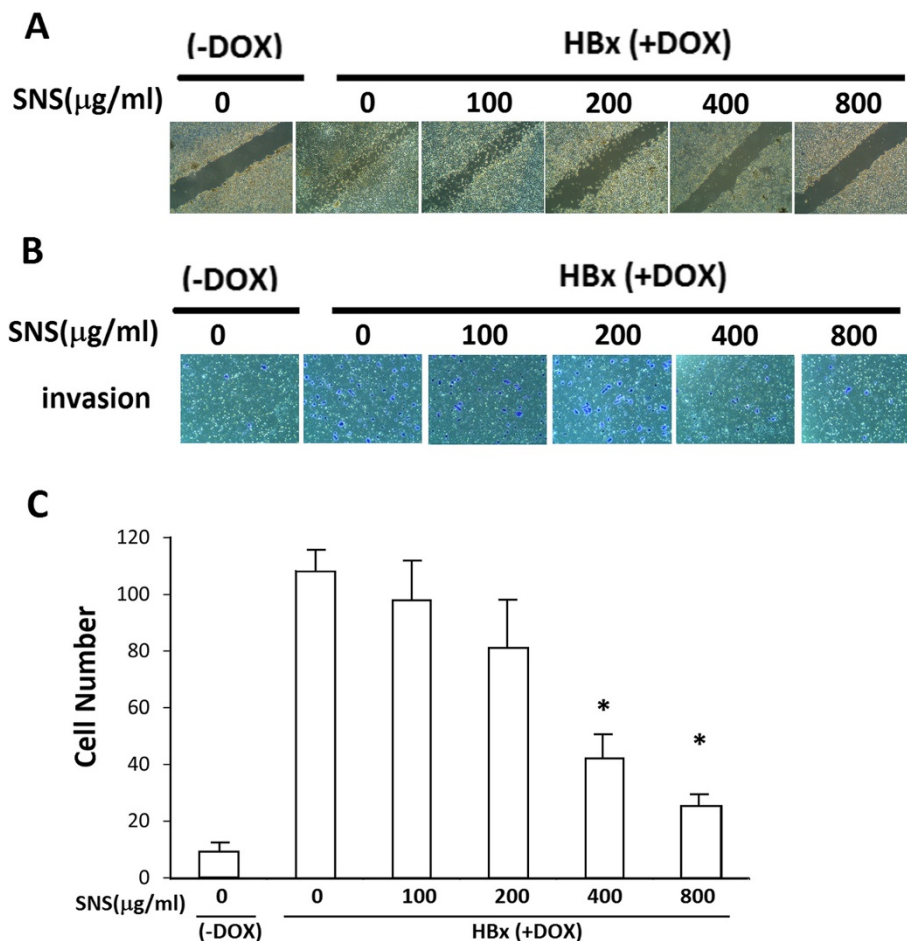 A
(-DOX) HBx (+DOX)
SNS(μg/ml) 0 0 100 200 400 800
B
(-DOX) HBx (+DOX)
SNS(μg/ml) 0 0 100 200 400 800
invasion
C
120
100
80
60
40
20
0
Cell Number
* *
SNS(μg/ml) 0 0 100 200 400 800
(-DOX) HBx (+DOX)